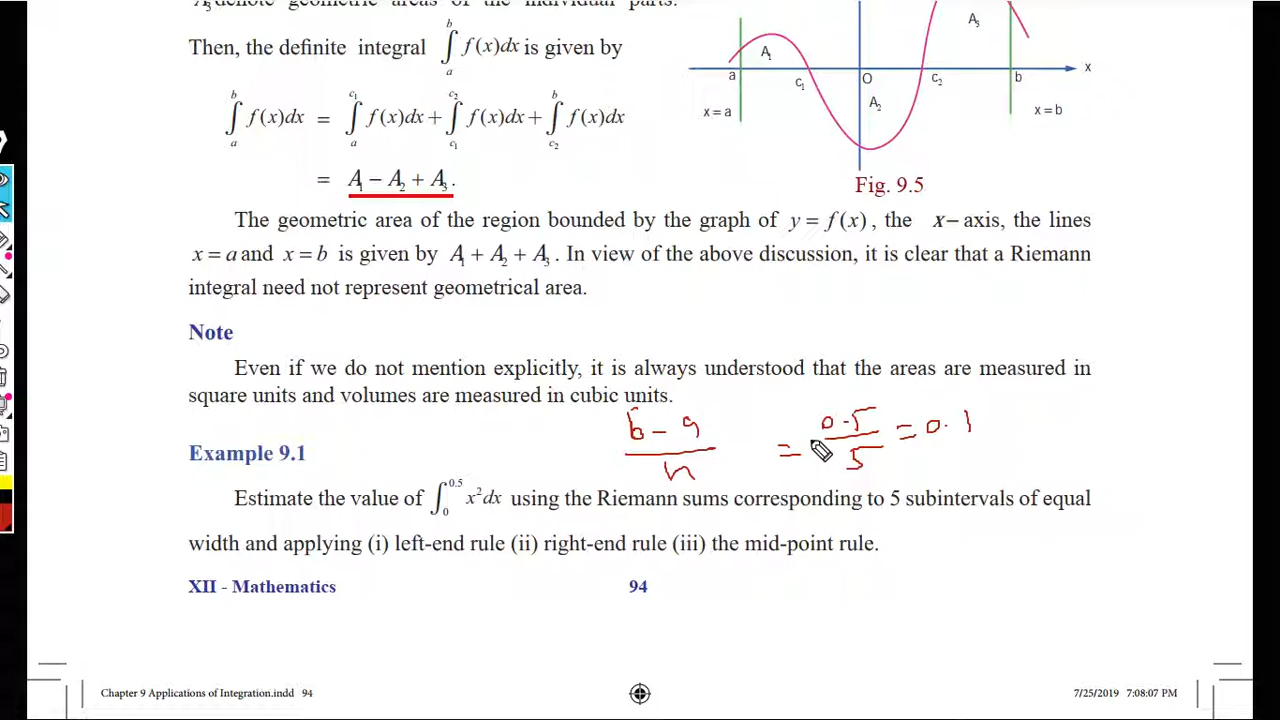 A3 denote geometric areas of the individual parts.
Then, the definite integral ∫_a^b f(x)dx is given by
∫_a^b f(x)dx = ∫_a^{c1} f(x)dx + ∫_{c1}^{c2} f(x)dx + ∫_{c2}^b f(x)dx
= A1 − A2 + A3.
A1
A3
a
c1
O
c2
b
x
A2
x = a
x = b
Fig. 9.5
The geometric area of the region bounded by the graph of y = f(x), the x− axis, the lines
x = a and x = b is given by A1 + A2 + A3. In view of the above discussion, it is clear that a Riemann
integral need not represent geometrical area.
Note
Even if we do not mention explicitly, it is always understood that the areas are measured in
square units and volumes are measured in cubic units.
b − a / n = 0.5 / 5 = 0.1
Example 9.1
Estimate the value of ∫_0^{0.5} x²dx using the Riemann sums corresponding to 5 subintervals of equal
width and applying (i) left-end rule (ii) right-end rule (iii) the mid-point rule.
XII - Mathematics 94
Chapter 9 Applications of Integration.indd 94 7/25/2019 7:08:07 PM